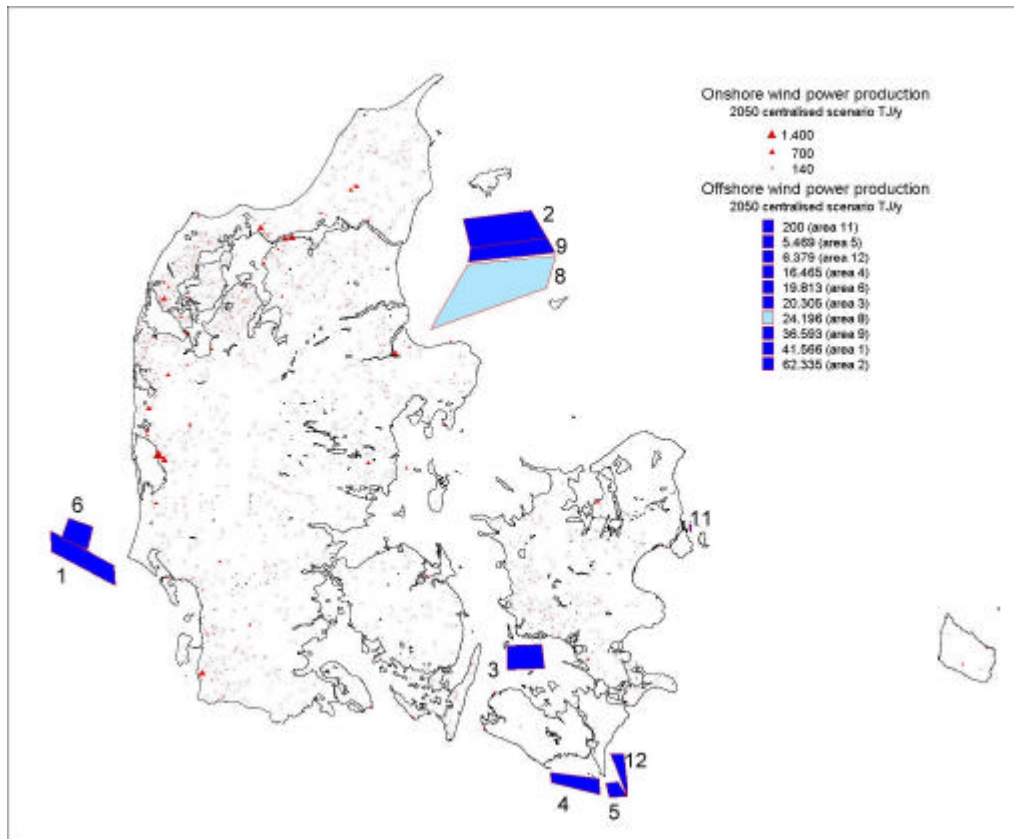 Onshore wind power production
2050 centralised scenario TJ/y
1.400
700
140
Offshore wind power production
2050 centralised scenario TJ/y
200 (area 11)
5.469 (area 5)
6.379 (area 12)
16.465 (area 4)
19.813 (area 6)
20.305 (area 3)
24.196 (area 8)
36.593 (area 9)
41.566 (area 1)
62.335 (area 2)
2
9
8
6
1
11
3
12
4
5